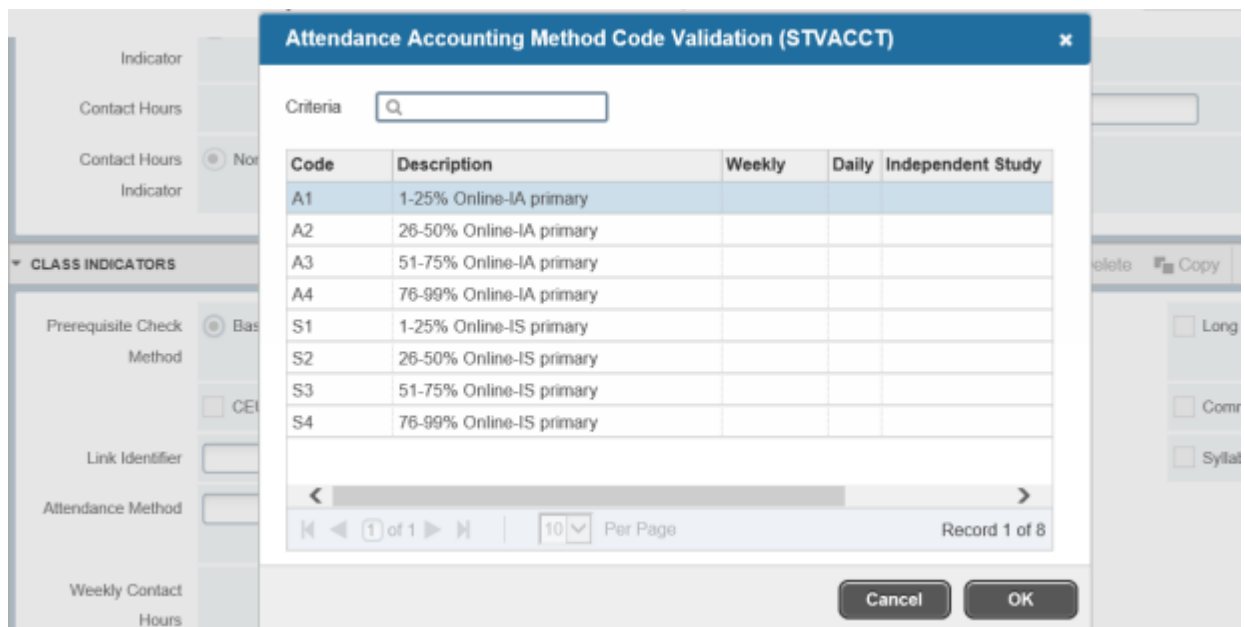 Attendance Accounting Method Code Validation (STVACCT)
Indicator
Contact Hours
Contact Hours
Indicator
Criteria
Code Description Weekly Daily Independent Study
A1 1-25% Online-IA primary
A2 26-50% Online-IA primary
A3 51-75% Online-IA primary
A4 76-99% Online-IA primary
S1 1-25% Online-IS primary
S2 26-50% Online-IS primary
S3 51-75% Online-IS primary
S4 76-99% Online-IS primary
1 of 1 10 Per Page Record 1 of 8
Cancel OK
CLASS INDICATORS
Copy
Prerequisite Check
Method
Long
Link Identifier
Attendance Method
Weekly Contact
Hours